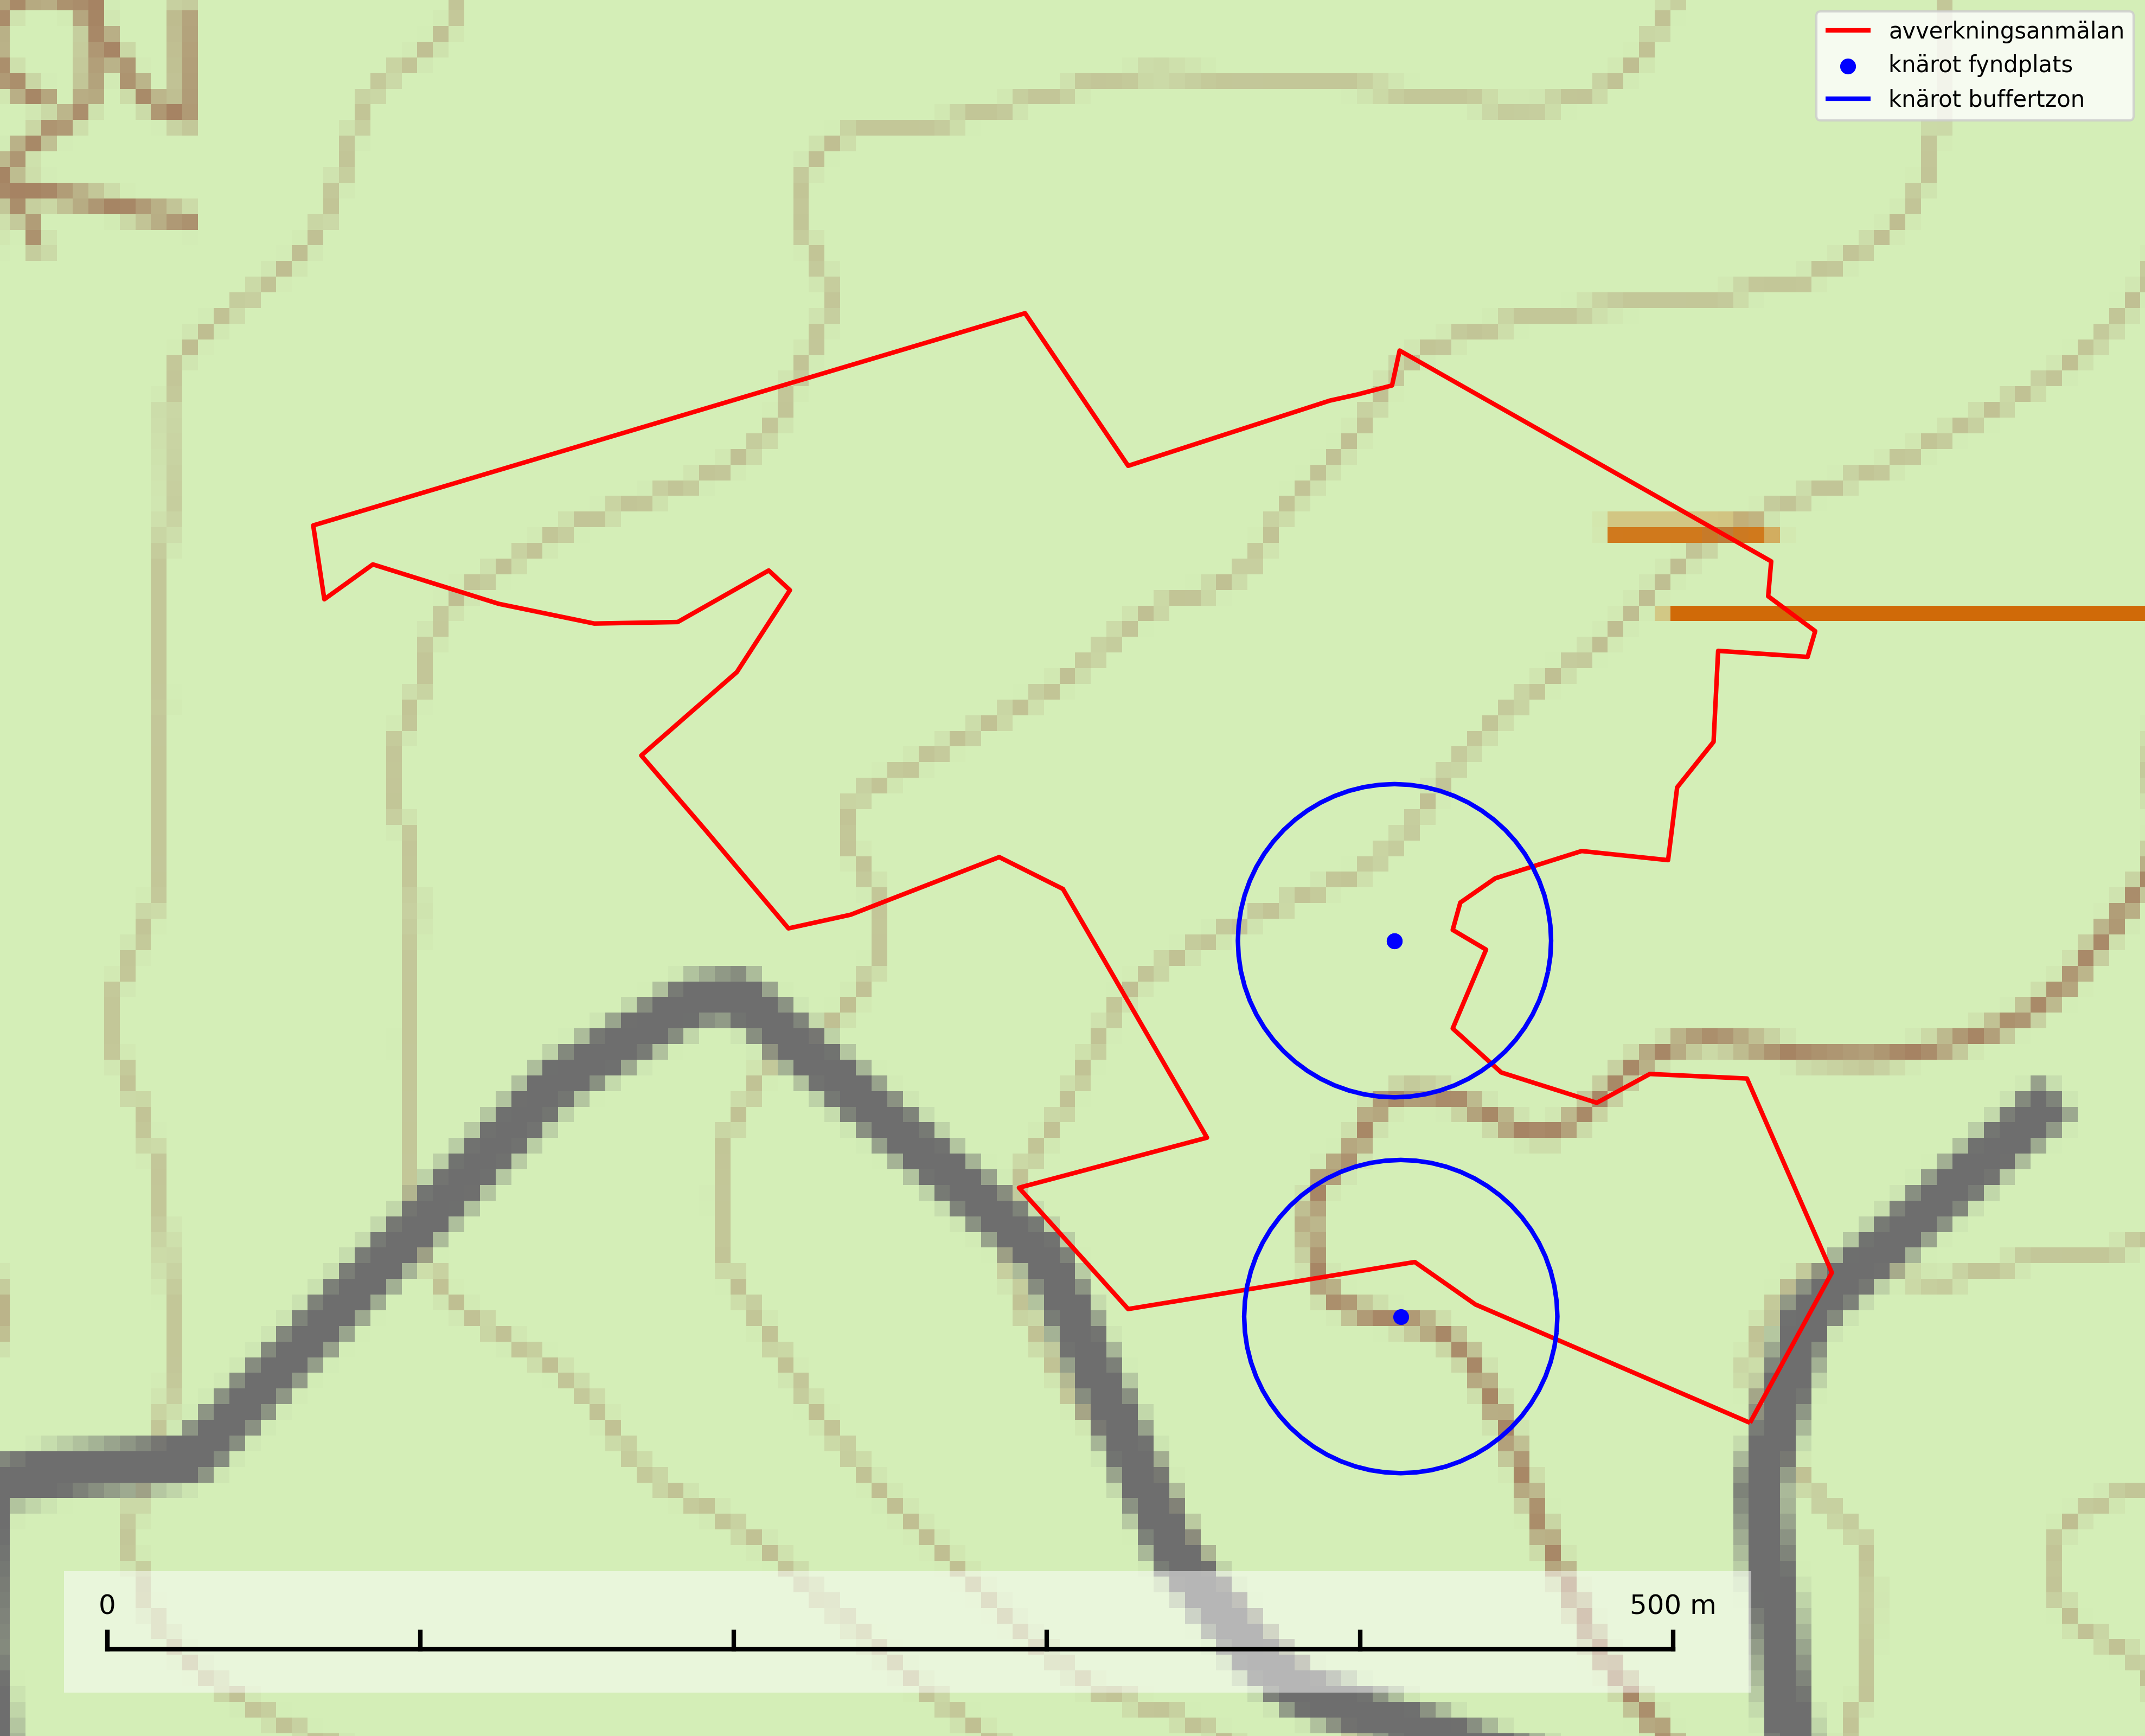 avverkningsanmälan
knärot fyndplats
knärot buffertzon
0
500 m